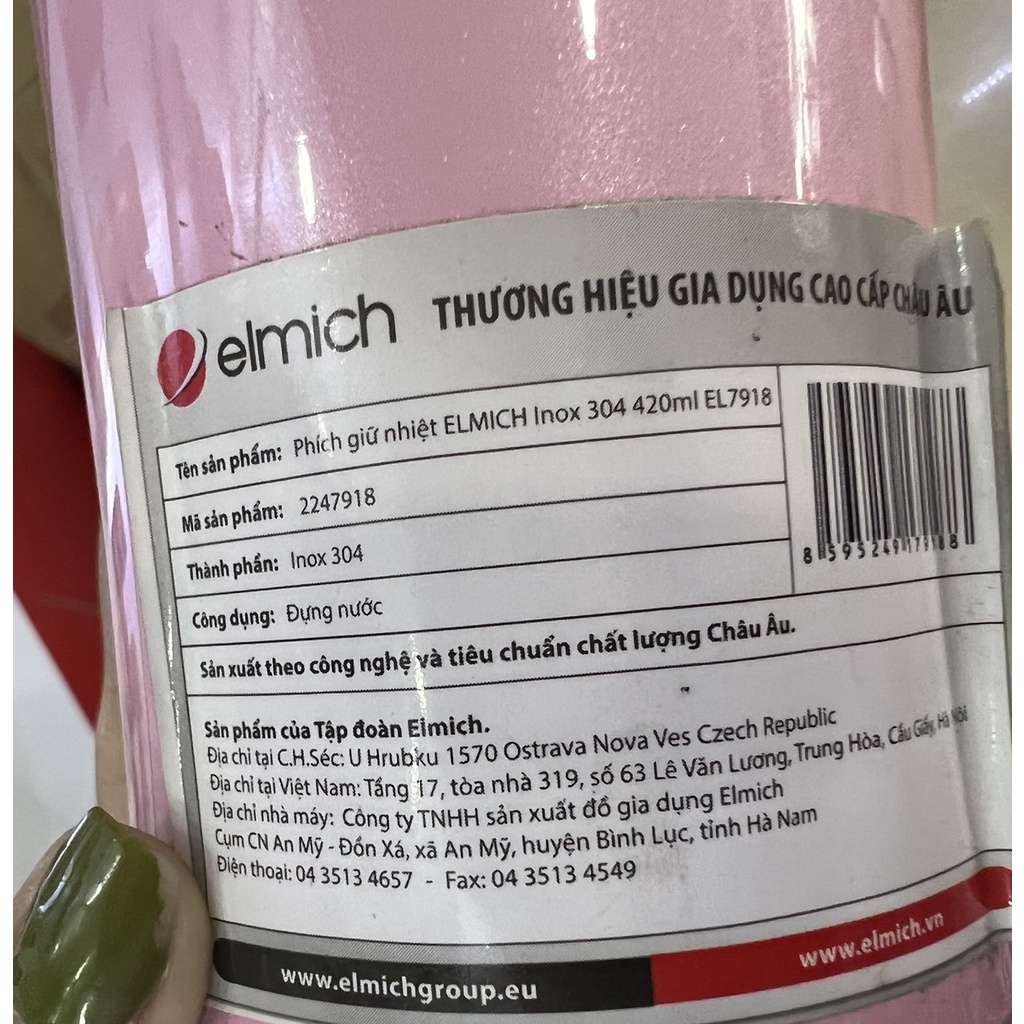 elmich THƯƠNG HIỆU GIA DỤNG CAO CẤP CHÂU ÂU
Tên sản phẩm: Phích giữ nhiệt ELMICH Inox 304 420ml EL7918
Mã sản phẩm: 2247918
Thành phần: Inox 304
Công dụng: Đựng nước
8 595249 179188
Sản xuất theo công nghệ và tiêu chuẩn chất lượng Châu Âu.
Sản phẩm của Tập đoàn Elmich.
Địa chỉ tại C.H.Séc: U Hrubku 1570 Ostrava Nova Ves Czech Republic
Địa chỉ tại Việt Nam: Tầng 17, tòa nhà 319, số 63 Lê Văn Lương, Trung Hòa, Cầu Giấy, Hà Nội
Địa chỉ nhà máy: Công ty TNHH sản xuất đồ gia dụng Elmich
Cụm CN An Mỹ - Đồn Xá, xã An Mỹ, huyện Bình Lục, tỉnh Hà Nam
Điện thoại: 04 3513 4657 - Fax: 04 3513 4549
www.elmichgroup.eu www.elmich.vn